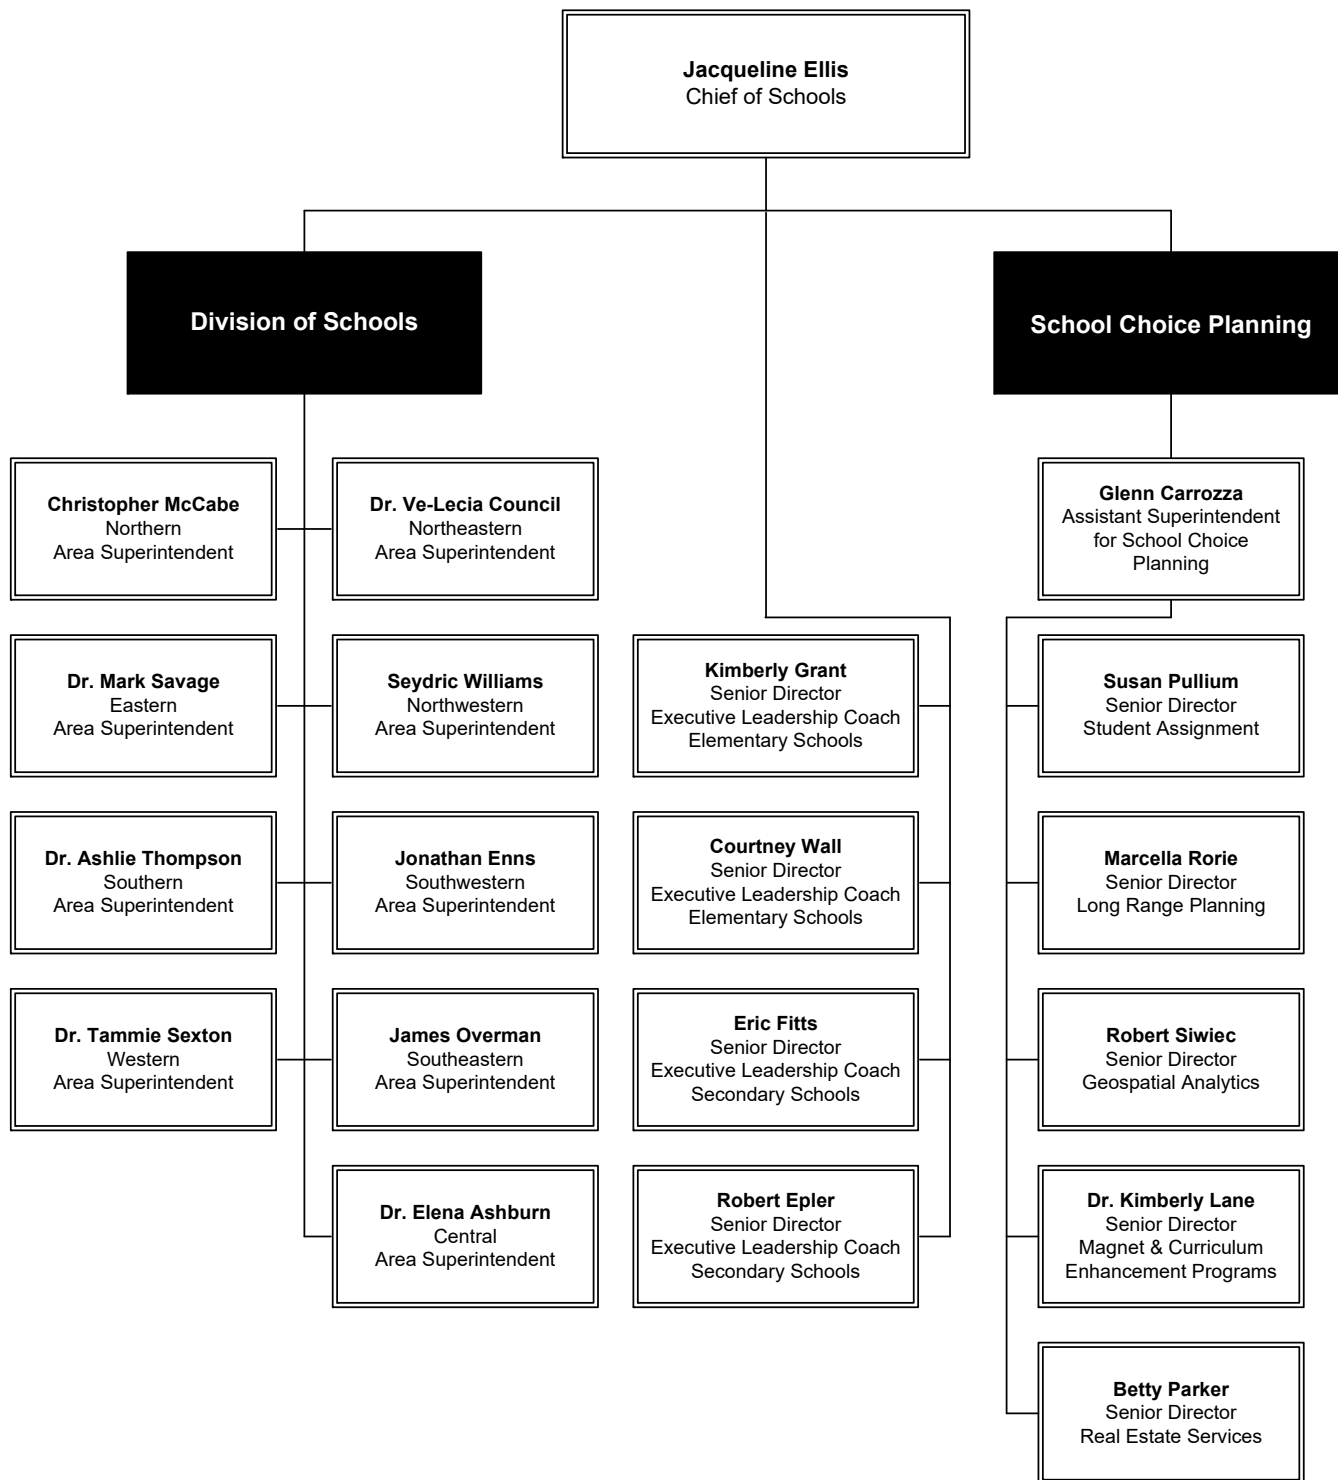 Jacqueline Ellis
Chief of Schools
Division of Schools
School Choice Planning
Christopher McCabe
Northern
Area Superintendent
Dr. Ve-Lecia Council
Northeastern
Area Superintendent
Dr. Mark Savage
Eastern
Area Superintendent
Seydric Williams
Northwestern
Area Superintendent
Dr. Ashlie Thompson
Southern
Area Superintendent
Jonathan Enns
Southwestern
Area Superintendent
Dr. Tammie Sexton
Western
Area Superintendent
James Overman
Southeastern
Area Superintendent
Dr. Elena Ashburn
Central
Area Superintendent
Kimberly Grant
Senior Director
Executive Leadership Coach
Elementary Schools
Courtney Wall
Senior Director
Executive Leadership Coach
Elementary Schools
Eric Fitts
Senior Director
Executive Leadership Coach
Secondary Schools
Robert Epler
Senior Director
Executive Leadership Coach
Secondary Schools
Glenn Carrozza
Assistant Superintendent
for School Choice
Planning
Susan Pullium
Senior Director
Student Assignment
Marcella Rorie
Senior Director
Long Range Planning
Robert Siwiec
Senior Director
Geospatial Analytics
Dr. Kimberly Lane
Senior Director
Magnet & Curriculum
Enhancement Programs
Betty Parker
Senior Director
Real Estate Services